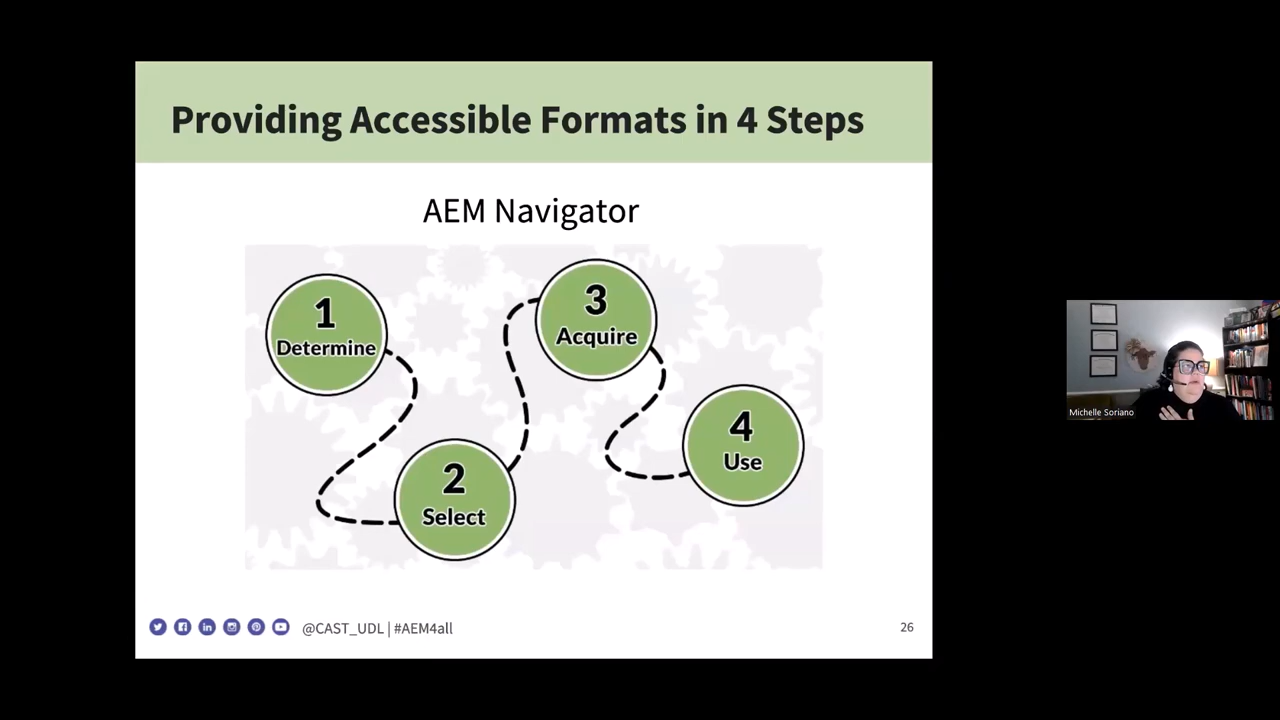 Providing Accessible Formats in 4 Steps
AEM Navigator
1
Determine
2
Select
3
Acquire
4
Use
@CAST_UDL | #AEM4all
26
Michelle Soriano